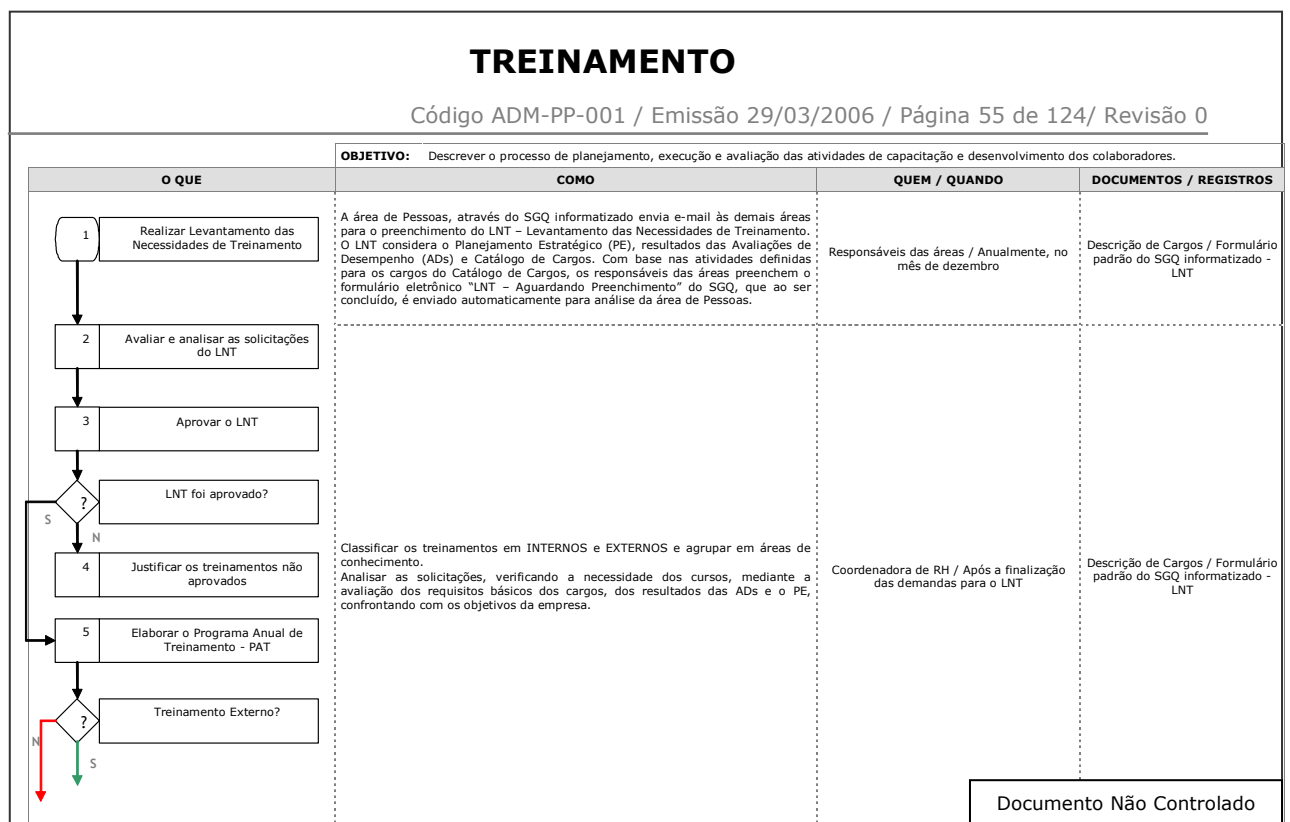 TREINAMENTO
Código ADM-PP-001 / Emissão 29/03/2006 / Página 55 de 124/ Revisão 0
OBJETIVO: Descrever o processo de planejamento, execução e avaliação das atividades de capacitação e desenvolvimento dos colaboradores.
O QUE
COMO
QUEM / QUANDO
DOCUMENTOS / REGISTROS
1
Realizar Levantamento das
Necessidades de Treinamento
A área de Pessoas, através do SGQ informatizado envia e-mail às demais áreas
para o preenchimento do LNT – Levantamento das Necessidades de Treinamento.
O LNT considera o Planejamento Estratégico (PE), resultados das Avaliações de
Desempenho (ADs) e Catálogo de Cargos. Com base nas atividades definidas
para os cargos do Catálogo de Cargos, os responsáveis das áreas preenchem o
formulário eletrônico “LNT – Aguardando Preenchimento” do SGQ, que ao ser
concluído, é enviado automaticamente para análise da área de Pessoas.
Responsáveis das áreas / Anualmente, no
mês de dezembro
Descrição de Cargos / Formulário
padrão do SGQ informatizado -
LNT
2
Avaliar e analisar as solicitações
do LNT
3
Aprovar o LNT
?
LNT foi aprovado?
S
N
4
Justificar os treinamentos não
aprovados
5
Elaborar o Programa Anual de
Treinamento - PAT
?
Treinamento Externo?
N
S
Classificar os treinamentos em INTERNOS e EXTERNOS e agrupar em áreas de
conhecimento.
Analisar as solicitações, verificando a necessidade dos cursos, mediante a
avaliação dos requisitos básicos dos cargos, dos resultados das ADs e o PE,
confrontando com os objetivos da empresa.
Coordenadora de RH / Após a finalização
das demandas para o LNT
Descrição de Cargos / Formulário
padrão do SGQ informatizado -
LNT
Documento Não Controlado